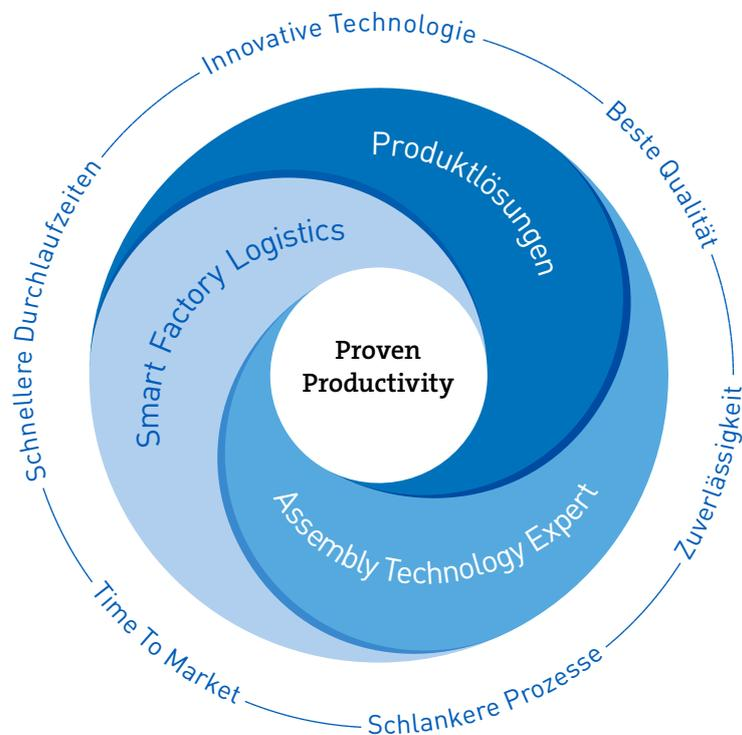 Innovative Technologie
Beste Qualität
Zuverlässigkeit
Schlankere Prozesse
Time To Market
Schnellere Durchlaufzeiten
Produktlösungen
Assembly Technology Expert
Smart Factory Logistics
Proven
Productivity